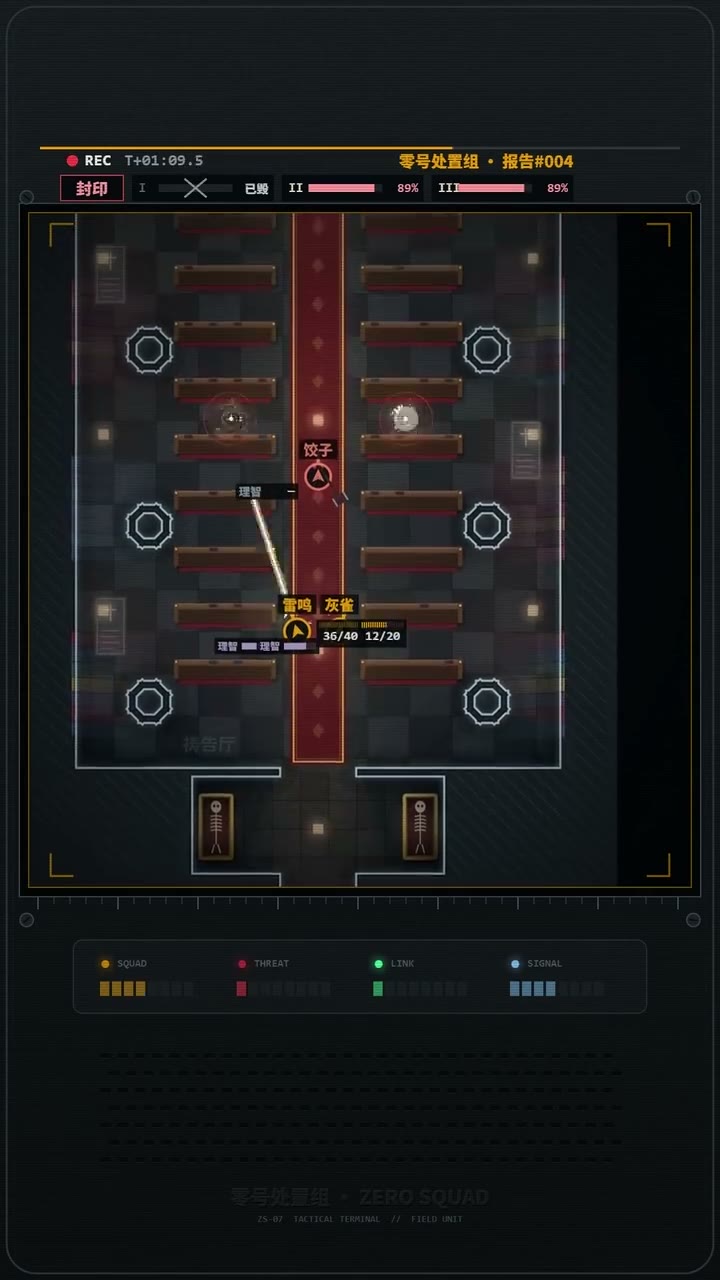 REC T+01:09.5 零号处置组 · 报告#004
封印 I 已毁 II 89% III 89%
饺子
理智 —
雷鸣 灰雀
36/40 12/20
理智 理智
祷告厅
SQUAD THREAT LINK SIGNAL
零号处置组 · ZERO SQUAD
ZS-07 TACTICAL TERMINAL // FIELD UNIT